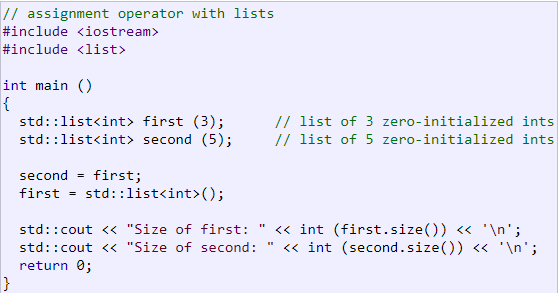 // assignment operator with lists
#include <iostream>
#include <list>
int main ()
{
std::list<int> first (3); // list of 3 zero-initialized ints
std::list<int> second (5); // list of 5 zero-initialized ints
second = first;
first = std::list<int>();
std::cout << "Size of first: " << int (first.size()) << '\n';
std::cout << "Size of second: " << int (second.size()) << '\n';
return 0;
}